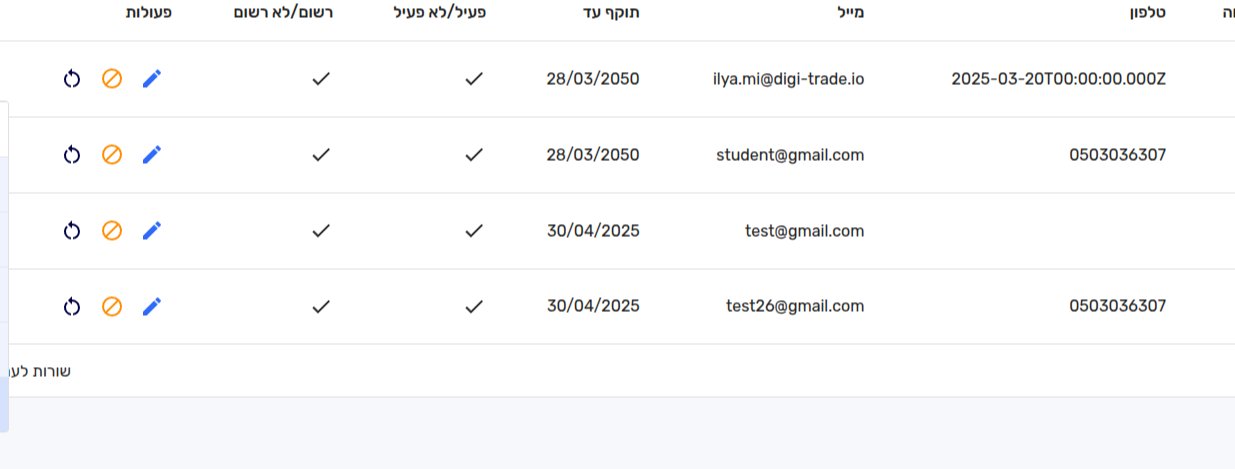 טלפון מייל תוקף עד פעיל/לא פעיל רשום/לא רשום פעולות
2025-03-20T00:00:00.000Z ilya.mi@digi-trade.io 28/03/2050
0503036307 student@gmail.com 28/03/2050
test@gmail.com 30/04/2025
0503036307 test26@gmail.com 30/04/2025
שורות